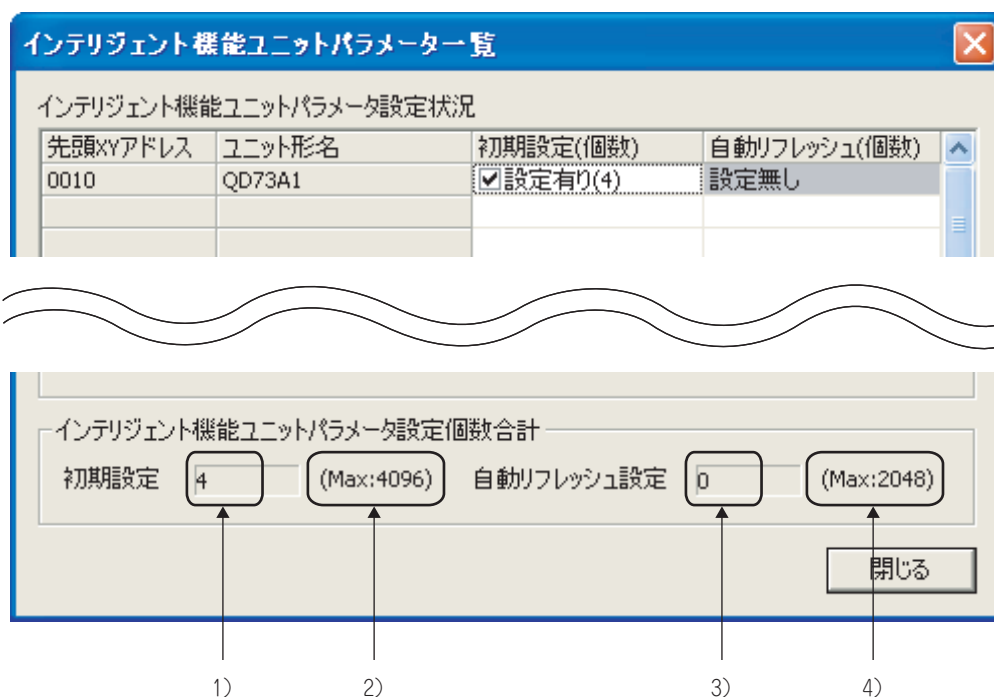 インテリジェント機能ユニットパラメーター一覧
インテリジェント機能ユニットパラメータ設定状況
先頭XYアドレス ユニット形名 初期設定(個数) 自動リフレッシュ(個数)
0010 QD73A1 設定有り(4) 設定無し
インテリジェント機能ユニットパラメータ設定個数合計
初期設定 4 (Max:4096) 自動リフレッシュ設定 0 (Max:2048)
閉じる
1) 2) 3) 4)